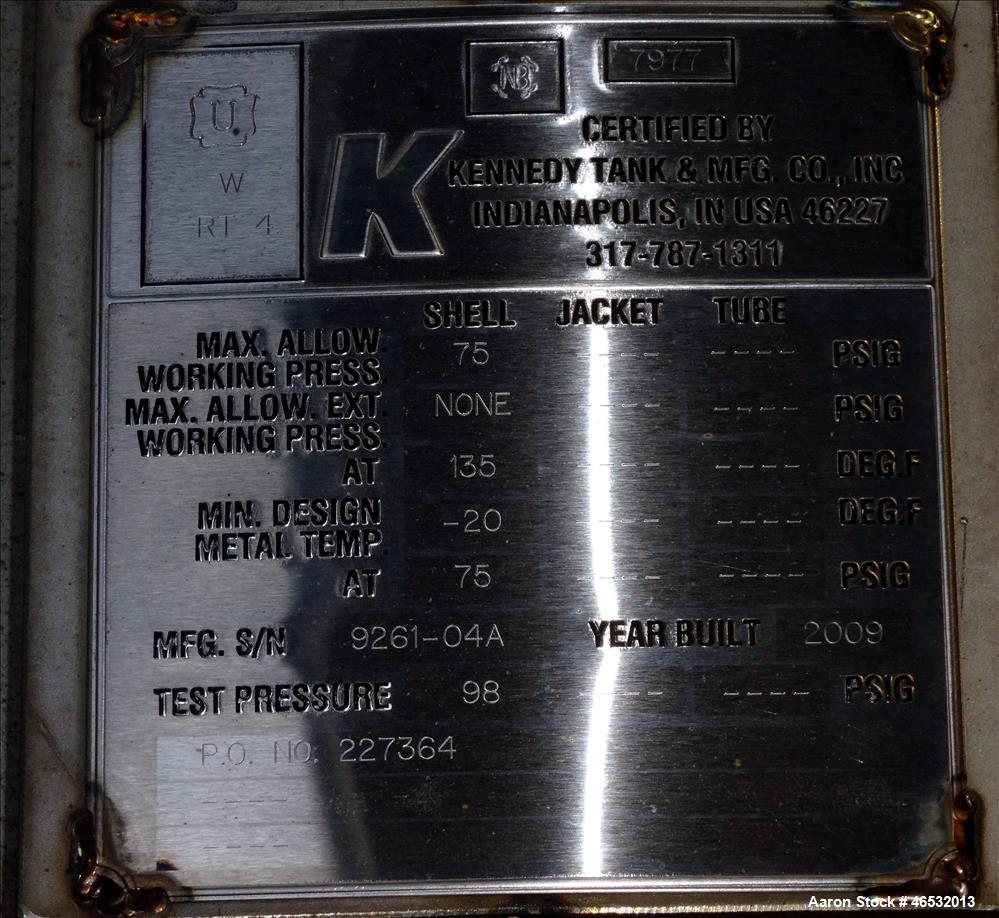 U
W
RT 4
NB
7977
K
CERTIFIED BY
KENNEDY TANK & MFG. CO., INC.
INDIANAPOLIS, IN USA 46227
317-787-1311
SHELL JACKET TUBE
MAX. ALLOW. WORKING PRESS. 75 ---- ---- PSIG
MAX. ALLOW. EXT. WORKING PRESS. NONE ---- ---- PSIG
AT 135 ---- ---- DEG.F
MIN. DESIGN METAL TEMP. -20 ---- ---- DEG.F
AT 75 ---- ---- PSIG
MFG. S/N 9261-04A YEAR BUILT 2009
TEST PRESSURE 98 ---- ---- PSIG
P.O. NO. 227364
----
----
Aaron Stock # 46532013